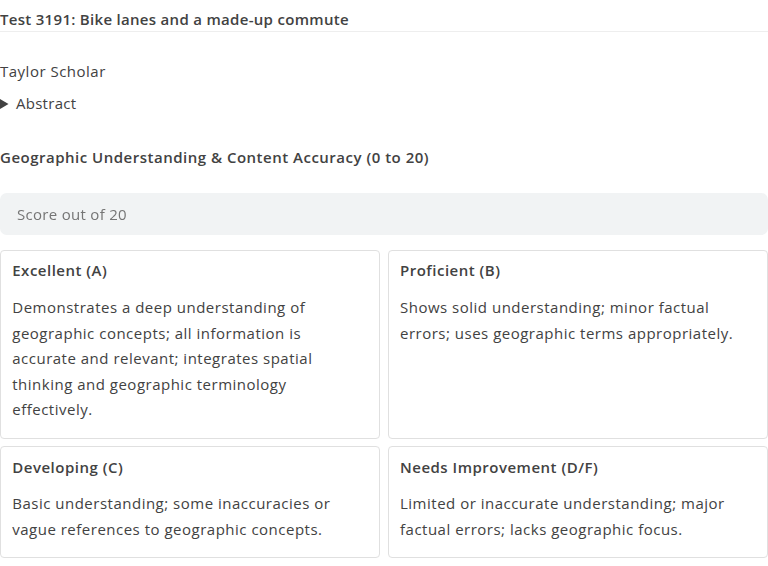 Test 3191: Bike lanes and a made-up commute
Taylor Scholar
Abstract
Geographic Understanding & Content Accuracy (0 to 20)
Score out of 20
Excellent (A)
Demonstrates a deep understanding of
geographic concepts; all information is
accurate and relevant; integrates spatial
thinking and geographic terminology
effectively.
Proficient (B)
Shows solid understanding; minor factual
errors; uses geographic terms appropriately.
Developing (C)
Basic understanding; some inaccuracies or
vague references to geographic concepts.
Needs Improvement (D/F)
Limited or inaccurate understanding; major
factual errors; lacks geographic focus.